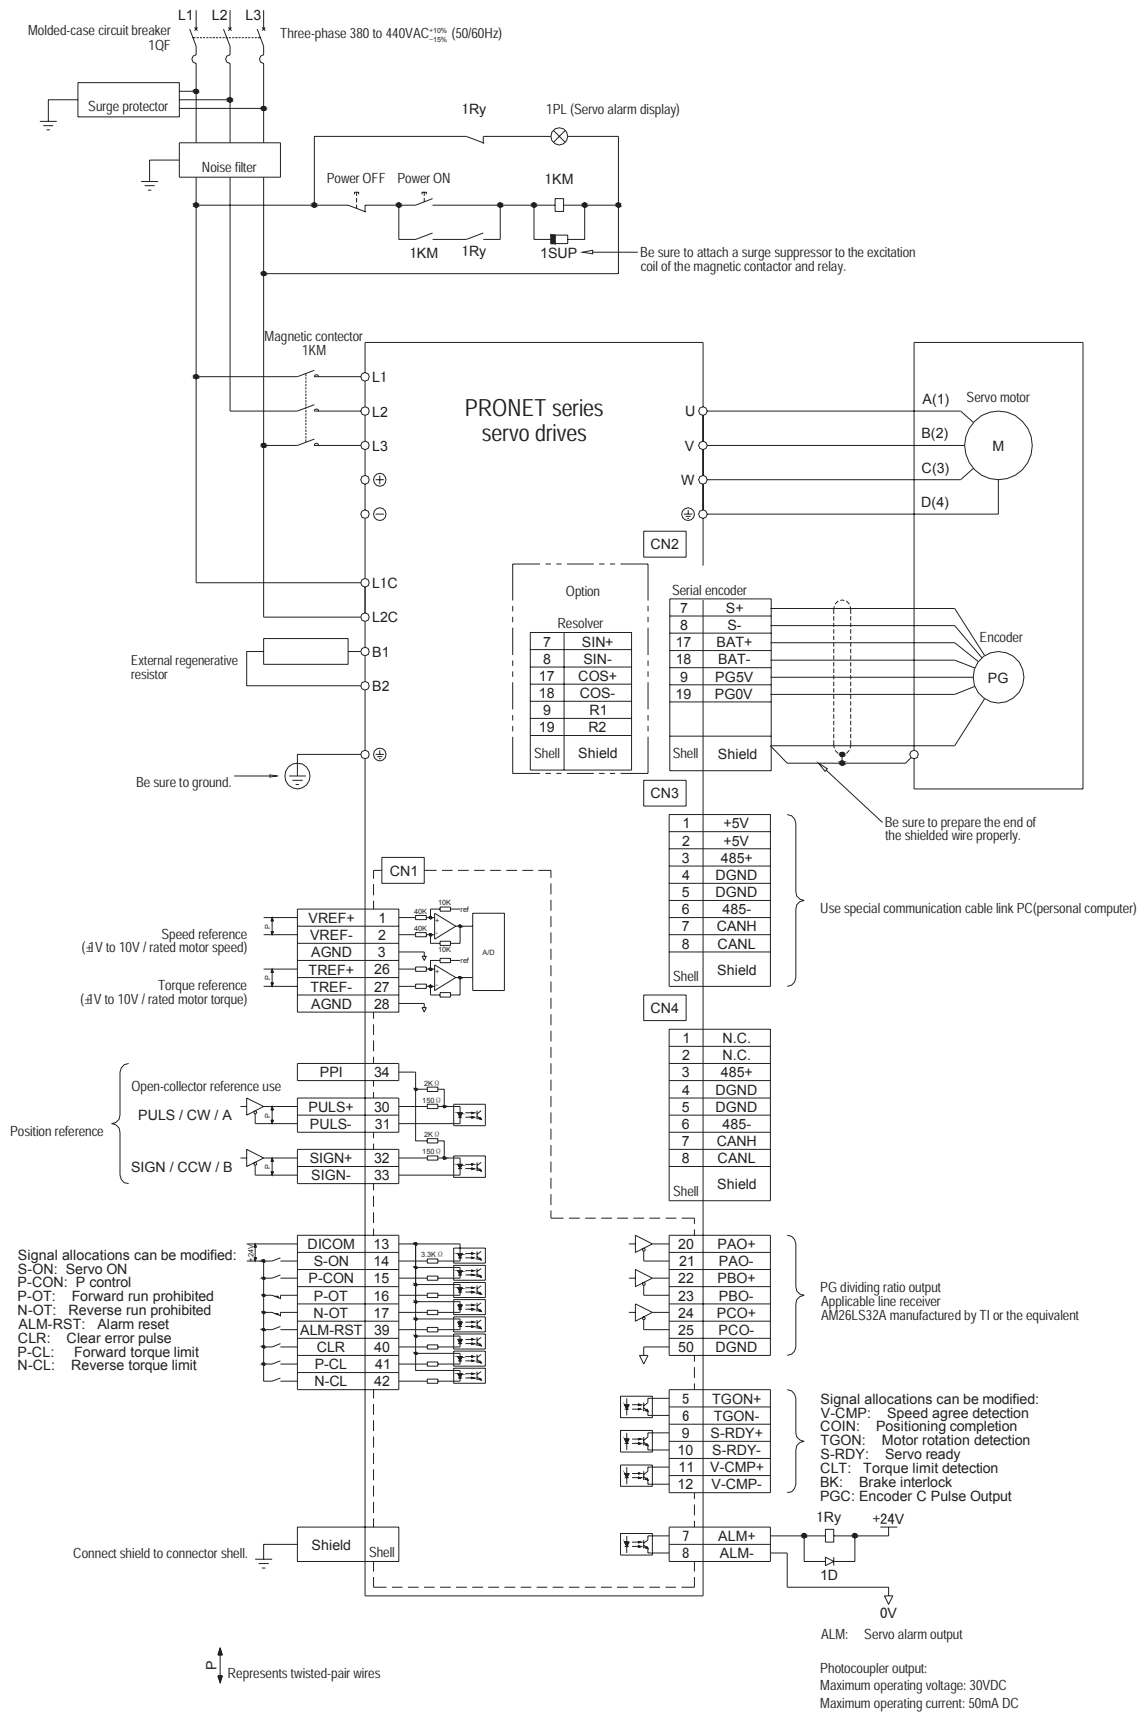 L1 L2 L3
Molded-case circuit breaker
1QF
Three-phase 380 to 440VAC +10% -15% (50/60Hz)
Surge protector
Noise filter
1Ry
1PL (Servo alarm display)
Power OFF
Power ON
1KM
1KM
1Ry
1SUP
Be sure to attach a surge suppressor to the excitation
coil of the magnetic contactor and relay.
Magnetic contector
1KM
L1
L2
L3
⊕
⊖
L1C
L2C
B1
B2
External regenerative
resistor
Be sure to ground.
PRONET series
servo drives
U
V
W
A(1)
B(2)
C(3)
D(4)
Servo motor
M
CN2
Option
Resolver
7 SIN+
8 SIN-
17 COS+
18 COS-
9 R1
19 R2
Shell Shield
Serial encoder
7 S+
8 S-
17 BAT+
18 BAT-
9 PG5V
19 PG0V
Shell Shield
Encoder
PG
Be sure to prepare the end of
the shielded wire properly.
CN3
1 +5V
2 +5V
3 485+
4 DGND
5 DGND
6 485-
7 CANH
8 CANL
Shell Shield
Use special communication cable link PC(personal computer)
CN4
1 N.C.
2 N.C.
3 485+
4 DGND
5 DGND
6 485-
7 CANH
8 CANL
Shell Shield
CN1
Speed reference
(±1V to 10V / rated motor speed)
Torque reference
(±1V to 10V / rated motor torque)
P
P
VREF+ 1
VREF- 2
AGND 3
TREF+ 26
TREF- 27
AGND 28
40K
10K
ref
40K
10K
ref
A/D
Position reference
Open-collector reference use
PULS / CW / A
SIGN / CCW / B
P
P
PPI 34
PULS+ 30
PULS- 31
SIGN+ 32
SIGN- 33
2KΩ
150Ω
2KΩ
150Ω
Signal allocations can be modified:
S-ON: Servo ON
P-CON: P control
P-OT: Forward run prohibited
N-OT: Reverse run prohibited
ALM-RST: Alarm reset
CLR: Clear error pulse
P-CL: Forward torque limit
N-CL: Reverse torque limit
+24V
DICOM 13
S-ON 14
P-CON 15
P-OT 16
N-OT 17
ALM-RST 39
CLR 40
P-CL 41
N-CL 42
3.3KΩ
20 PAO+
21 PAO-
22 PBO+
23 PBO-
24 PCO+
25 PCO-
50 DGND
PG dividing ratio output
Applicable line receiver
AM26LS32A manufactured by TI or the equivalent
5 TGON+
6 TGON-
9 S-RDY+
10 S-RDY-
11 V-CMP+
12 V-CMP-
Signal allocations can be modified:
V-CMP: Speed agree detection
COIN: Positioning completion
TGON: Motor rotation detection
S-RDY: Servo ready
CLT: Torque limit detection
BK: Brake interlock
PGC: Encoder C Pulse Output
7 ALM+
8 ALM-
1Ry
+24V
1D
0V
ALM: Servo alarm output
Connect shield to connector shell.
Shield Shell
P
Represents twisted-pair wires
Photocoupler output:
Maximum operating voltage: 30VDC
Maximum operating current: 50mA DC